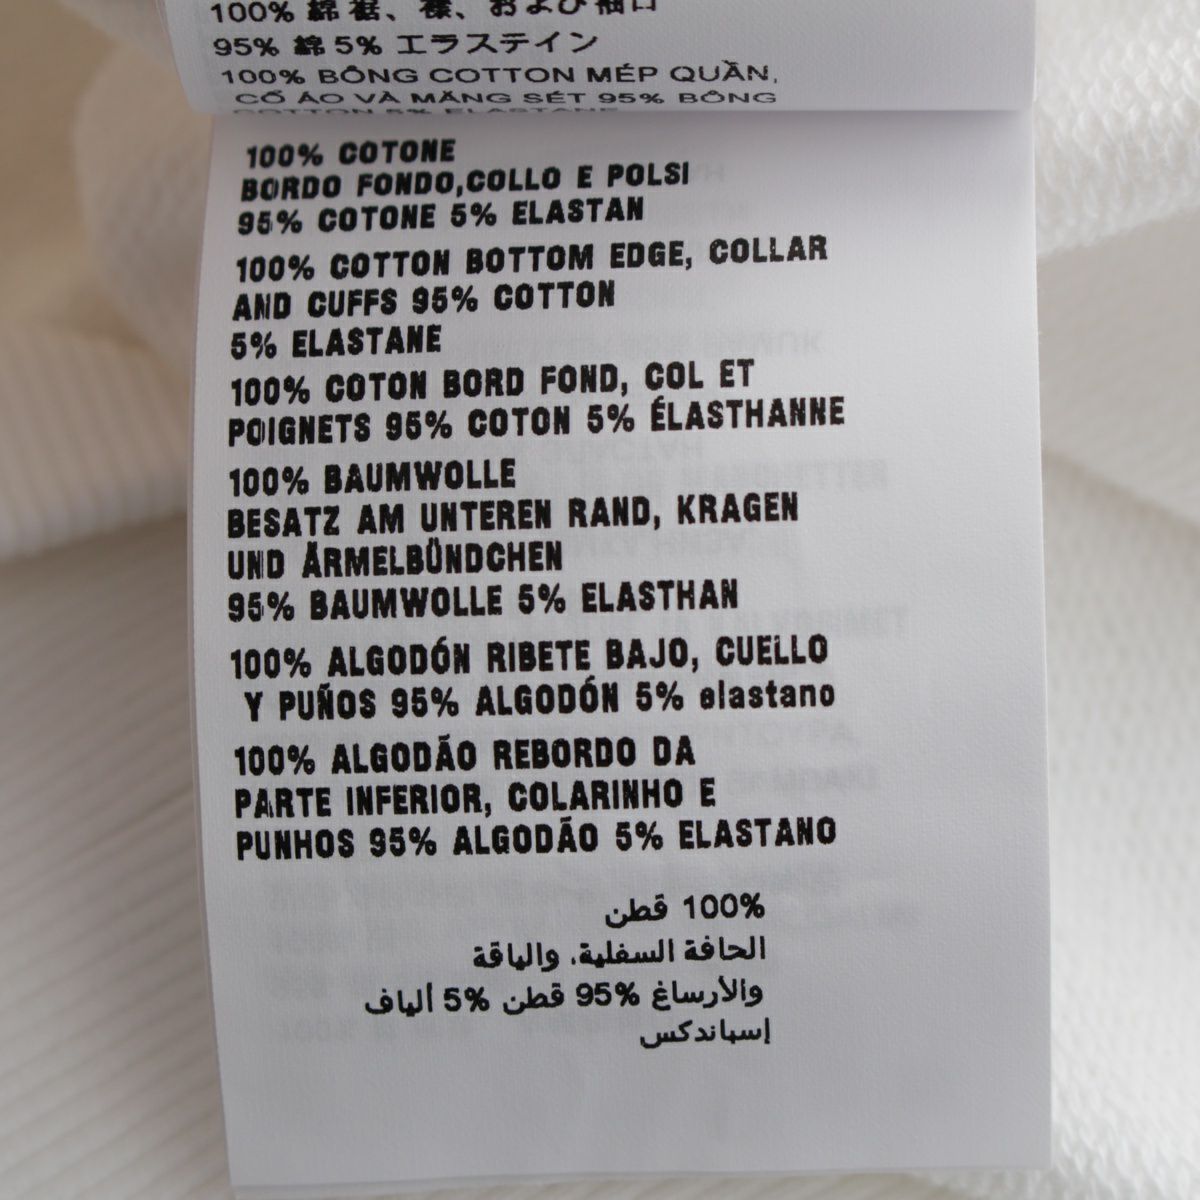 100% 綿 裾、襟、および袖口
95% 綿 5% エラステイン
100% BÔNG COTTON MÉP QUẦN,
CỔ ÁO VÀ MĂNG SÉT 95% BÔNG
COTTON 5% ELASTANE
100% COTONE
BORDO FONDO,COLLO E POLSI
95% COTONE 5% ELASTAN
100% COTTON BOTTOM EDGE, COLLAR
AND CUFFS 95% COTTON
5% ELASTANE
100% COTON BORD FOND, COL ET
POIGNETS 95% COTON 5% ÉLASTHANNE
100% BAUMWOLLE
BESATZ AM UNTEREN RAND, KRAGEN
UND ÄRMELBÜNDCHEN
95% BAUMWOLLE 5% ELASTHAN
100% ALGODÓN RIBETE BAJO, CUELLO
Y PUÑOS 95% ALGODÓN 5% elastano
100% ALGODÃO REBORDO DA
PARTE INFERIOR, COLARINHO E
PUNHOS 95% ALGODÃO 5% ELASTANO
100% قطن
الحافة السفلية، والياقة
والأرساغ 95% قطن 5% ألياف
إسباندكس